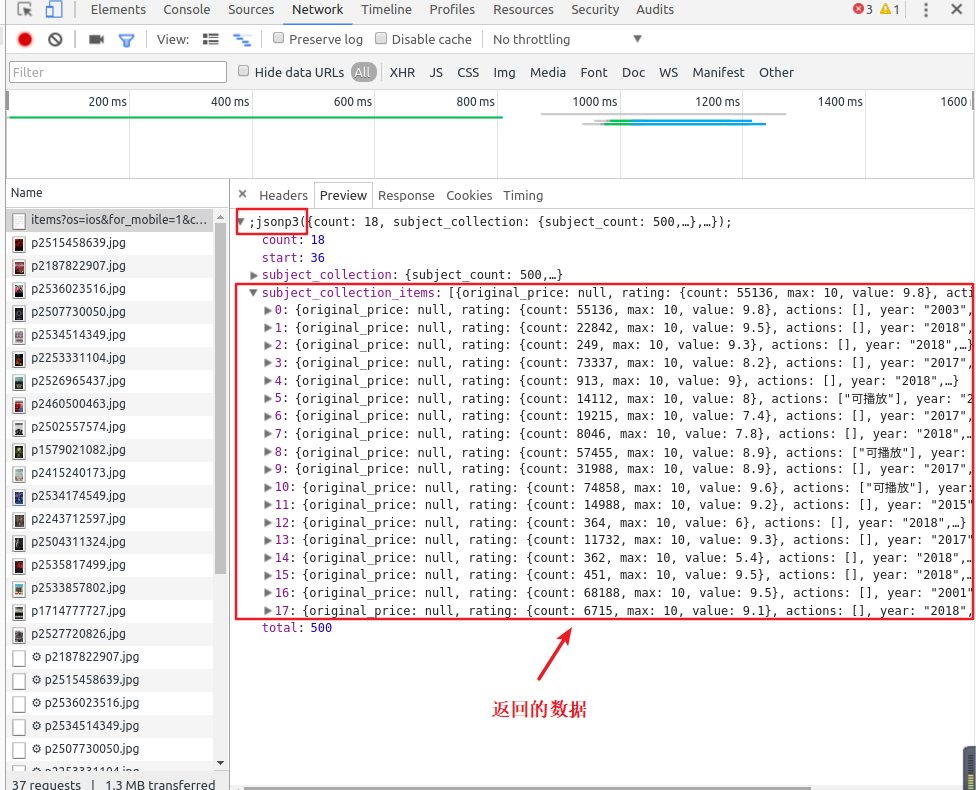 Elements Console Sources Network Timeline Profiles Resources Security Audits 3 1
View: Preserve log Disable cache No throttling
Filter Hide data URLs All XHR JS CSS Img Media Font Doc WS Manifest Other
200 ms 400 ms 600 ms 800 ms 1000 ms 1200 ms 1400 ms 1600
Name
items?os=ios&for_mobile=1&c...
p2515458639.jpg
p2187822907.jpg
p2536023516.jpg
p2507730050.jpg
p2534514349.jpg
p2253331104.jpg
p2526965437.jpg
p2460500463.jpg
p2502557574.jpg
p1579021082.jpg
p2415240173.jpg
p2534174549.jpg
p2243712597.jpg
p2504311324.jpg
p2535817499.jpg
p2533857802.jpg
p1714777727.jpg
p2527720826.jpg
p2187822907.jpg
p2515458639.jpg
p2536023516.jpg
p2534514349.jpg
p2507730050.jpg
37 requests | 1.3 MB transferred
× Headers Preview Response Cookies Timing
;jsonp3({count: 18, subject_collection: {subject_count: 500,…},…});
count: 18
start: 36
subject_collection: {subject_count: 500,…}
subject_collection_items: [{original_price: null, rating: {count: 55136, max: 10, value: 9.8}, acti
0: {original_price: null, rating: {count: 55136, max: 10, value: 9.8}, actions: [], year: "2003",
1: {original_price: null, rating: {count: 22842, max: 10, value: 9.5}, actions: [], year: "2018",
2: {original_price: null, rating: {count: 249, max: 10, value: 9.3}, actions: [], year: "2018",…}
3: {original_price: null, rating: {count: 73337, max: 10, value: 8.2}, actions: [], year: "2017",
4: {original_price: null, rating: {count: 913, max: 10, value: 9}, actions: [], year: "2018",…}
5: {original_price: null, rating: {count: 14112, max: 10, value: 8}, actions: ["可播放"], year: "2
6: {original_price: null, rating: {count: 19215, max: 10, value: 7.4}, actions: [], year: "2017",
7: {original_price: null, rating: {count: 8046, max: 10, value: 7.8}, actions: [], year: "2018",…
8: {original_price: null, rating: {count: 57455, max: 10, value: 8.9}, actions: ["可播放"], year:
9: {original_price: null, rating: {count: 31988, max: 10, value: 8.9}, actions: [], year: "2017",
10: {original_price: null, rating: {count: 74858, max: 10, value: 9.6}, actions: ["可播放"], year:
11: {original_price: null, rating: {count: 14988, max: 10, value: 9.2}, actions: [], year: "2015"
12: {original_price: null, rating: {count: 364, max: 10, value: 6}, actions: [], year: "2018",…}
13: {original_price: null, rating: {count: 11732, max: 10, value: 9.3}, actions: [], year: "2017"
14: {original_price: null, rating: {count: 362, max: 10, value: 5.4}, actions: [], year: "2018",…
15: {original_price: null, rating: {count: 451, max: 10, value: 9.5}, actions: [], year: "2018",…
16: {original_price: null, rating: {count: 68188, max: 10, value: 9.5}, actions: [], year: "2001"
17: {original_price: null, rating: {count: 6715, max: 10, value: 9.1}, actions: [], year: "2018",
total: 500
返回的数据